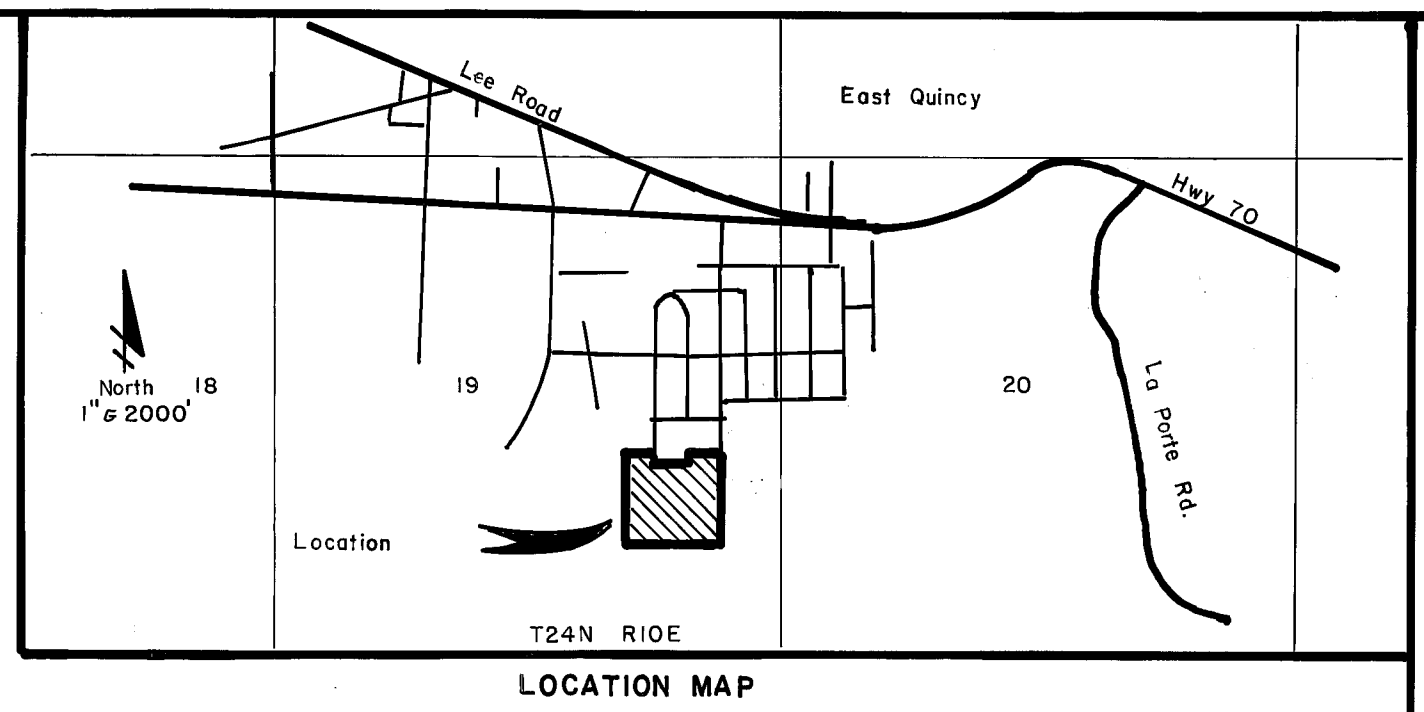 Lee Road
East Quincy
Hwy 70
North
1" = 2000'
18
19
20
La Porte Rd.
Location
T24N R10E
LOCATION MAP